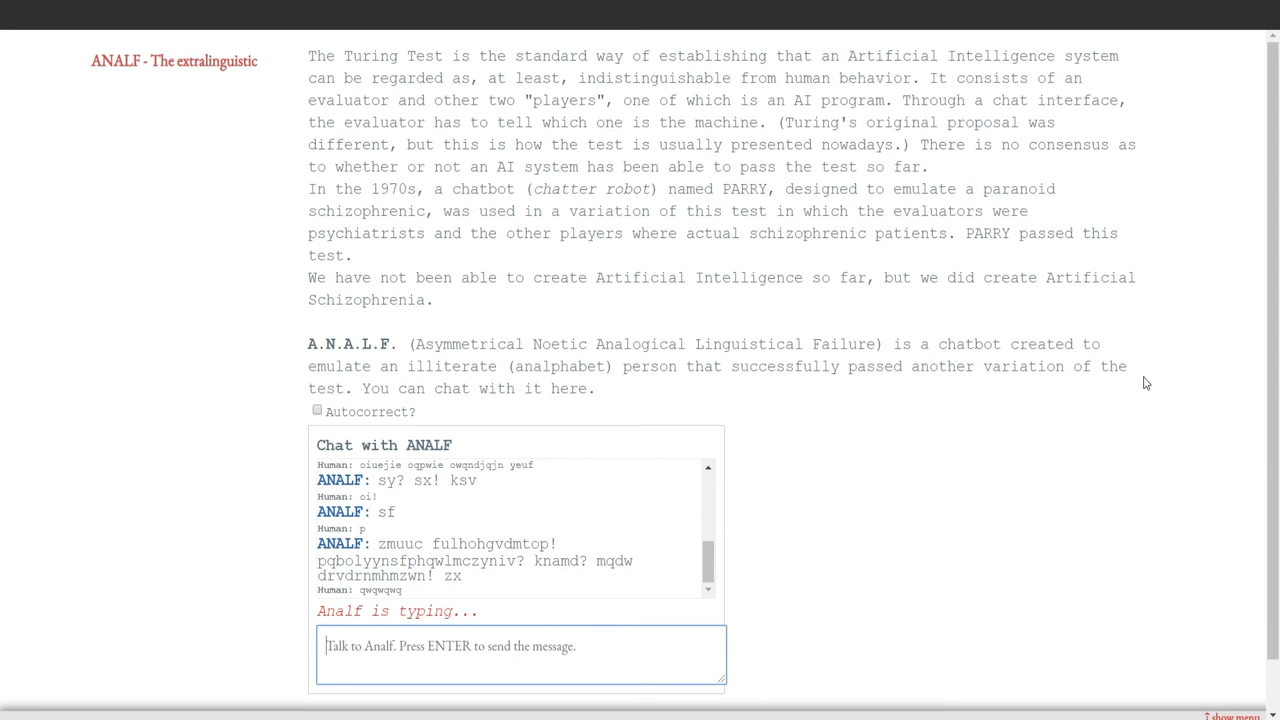 ANALF - The extralinguistic
The Turing Test is the standard way of establishing that an Artificial Intelligence system
can be regarded as, at least, indistinguishable from human behavior. It consists of an
evaluator and other two "players", one of which is an AI program. Through a chat interface,
the evaluator has to tell which one is the machine. (Turing's original proposal was
different, but this is how the test is usually presented nowadays.) There is no consensus as
to whether or not an AI system has been able to pass the test so far.
In the 1970s, a chatbot (chatter robot) named PARRY, designed to emulate a paranoid
schizophrenic, was used in a variation of this test in which the evaluators were
psychiatrists and the other players where actual schizophrenic patients. PARRY passed this
test.
We have not been able to create Artificial Intelligence so far, but we did create Artificial
Schizophrenia.
A.N.A.L.F. (Asymmetrical Noetic Analogical Linguistical Failure) is a chatbot created to
emulate an illiterate (analphabet) person that successfully passed another variation of the
test. You can chat with it here.
Autocorrect?
Chat with ANALF
Human: oiuejie oqpwie owqndjqjn yeuf
ANALF: sy? sx! ksv
Human: oi!
ANALF: sf
Human: p
ANALF: zmuuc fulhohgvdmtop!
pqbolyynsfphqwlmczyniv? knamd? mqdw
drvdrnmhmzwn! zx
Human: qwqwqwq
Analf is typing...
Talk to Analf. Press ENTER to send the message.
show menu